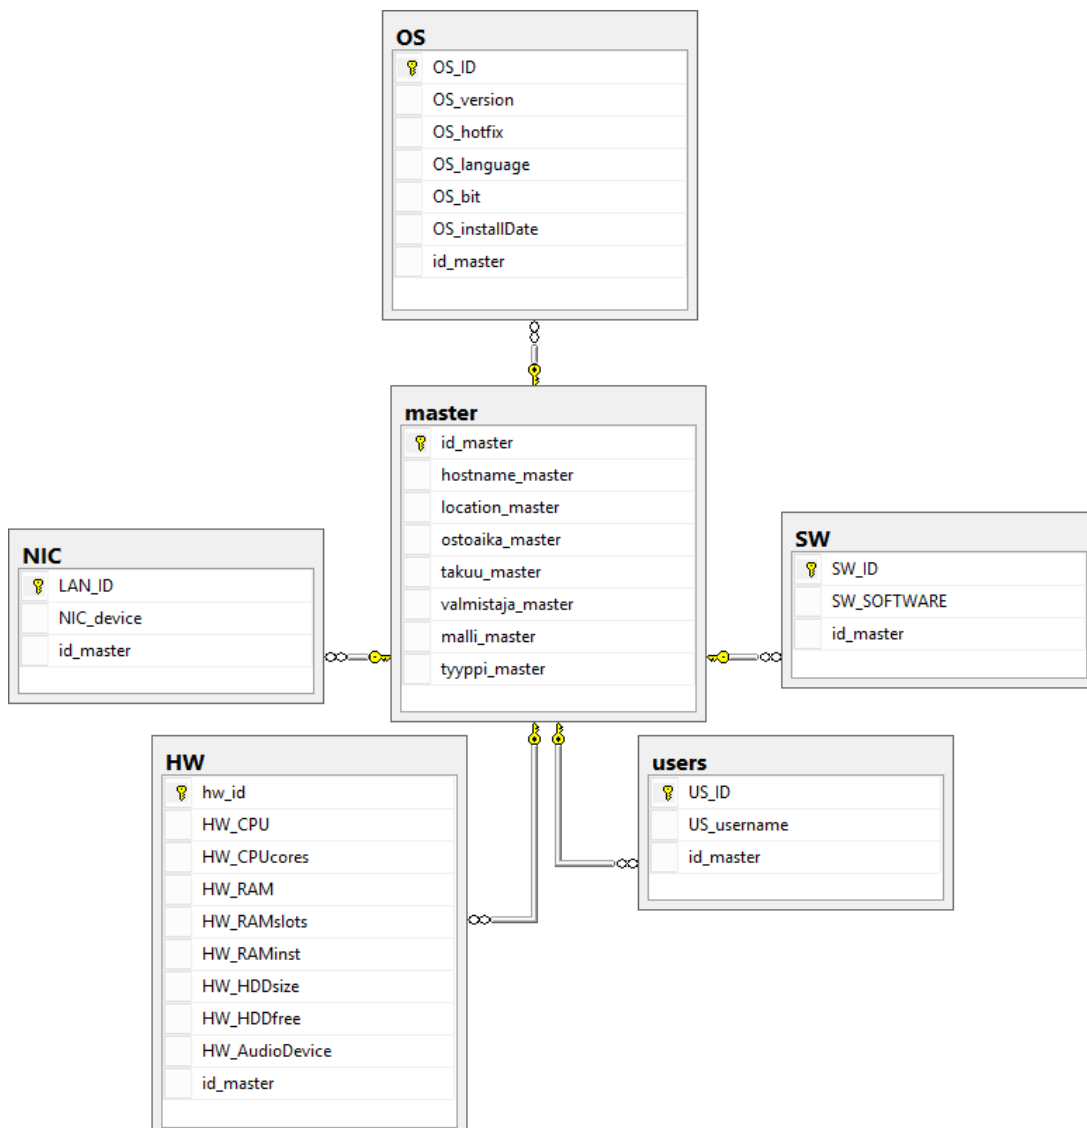 OS
OS_ID
OS_version
OS_hotfix
OS_language
OS_bit
OS_installDate
id_master
master
id_master
hostname_master
location_master
ostoaika_master
takuu_master
valmistaja_master
malli_master
tyyppi_master
NIC
LAN_ID
NIC_device
id_master
SW
SW_ID
SW_SOFTWARE
id_master
HW
hw_id
HW_CPU
HW_CPUcores
HW_RAM
HW_RAMslots
HW_RAMinst
HW_HDDsize
HW_HDDfree
HW_AudioDevice
id_master
users
US_ID
US_username
id_master